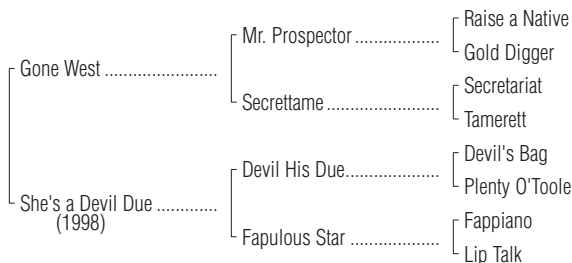 Raise a Native
Mr. Prospector ..................
Gold Digger
Gone West ........................
Secretariat
Secrettame ........................
Tamerett
Devil's Bag
Devil His Due....................
Plenty O'Toole
She's a Devil Due .............
(1998)
Fappiano
Fapulous Star ...................
Lip Talk